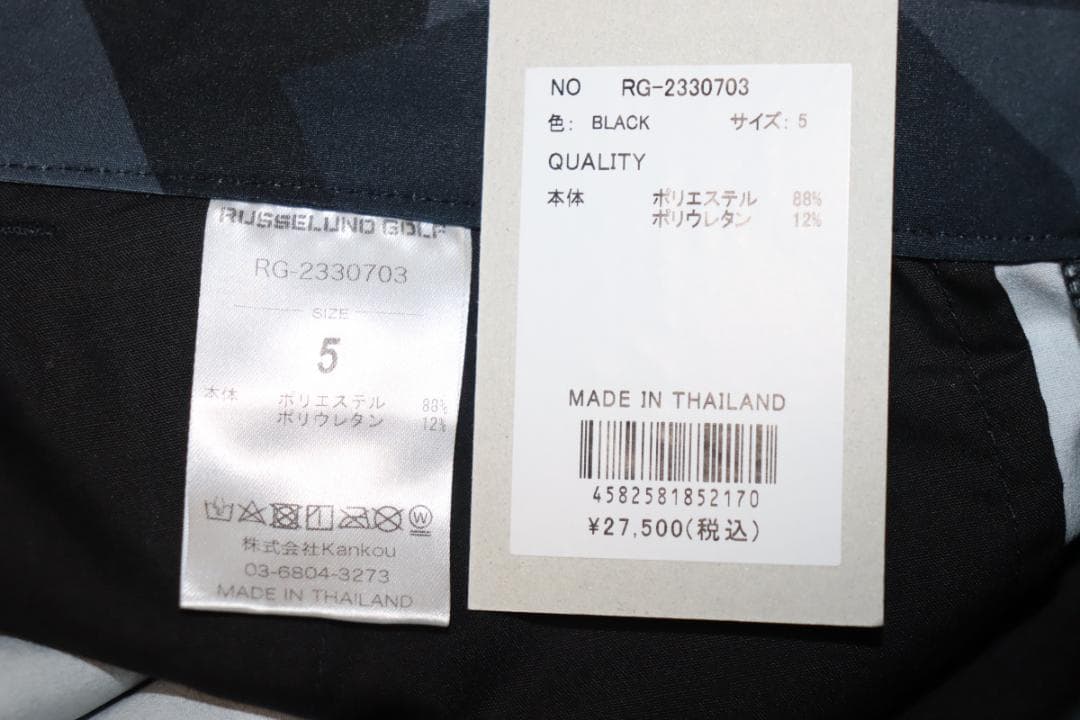 RUSSELUNO GOLF
RG-2330703
SIZE
5
本体 ポリエステル 88%
ポリウレタン 12%
W
株式会社Kankou
03-6804-3273
MADE IN THAILAND
NO RG-2330703
色: BLACK サイズ: 5
QUALITY
本体 ポリエステル 88%
ポリウレタン 12%
MADE IN THAILAND
4582581852170
¥27,500(税込)